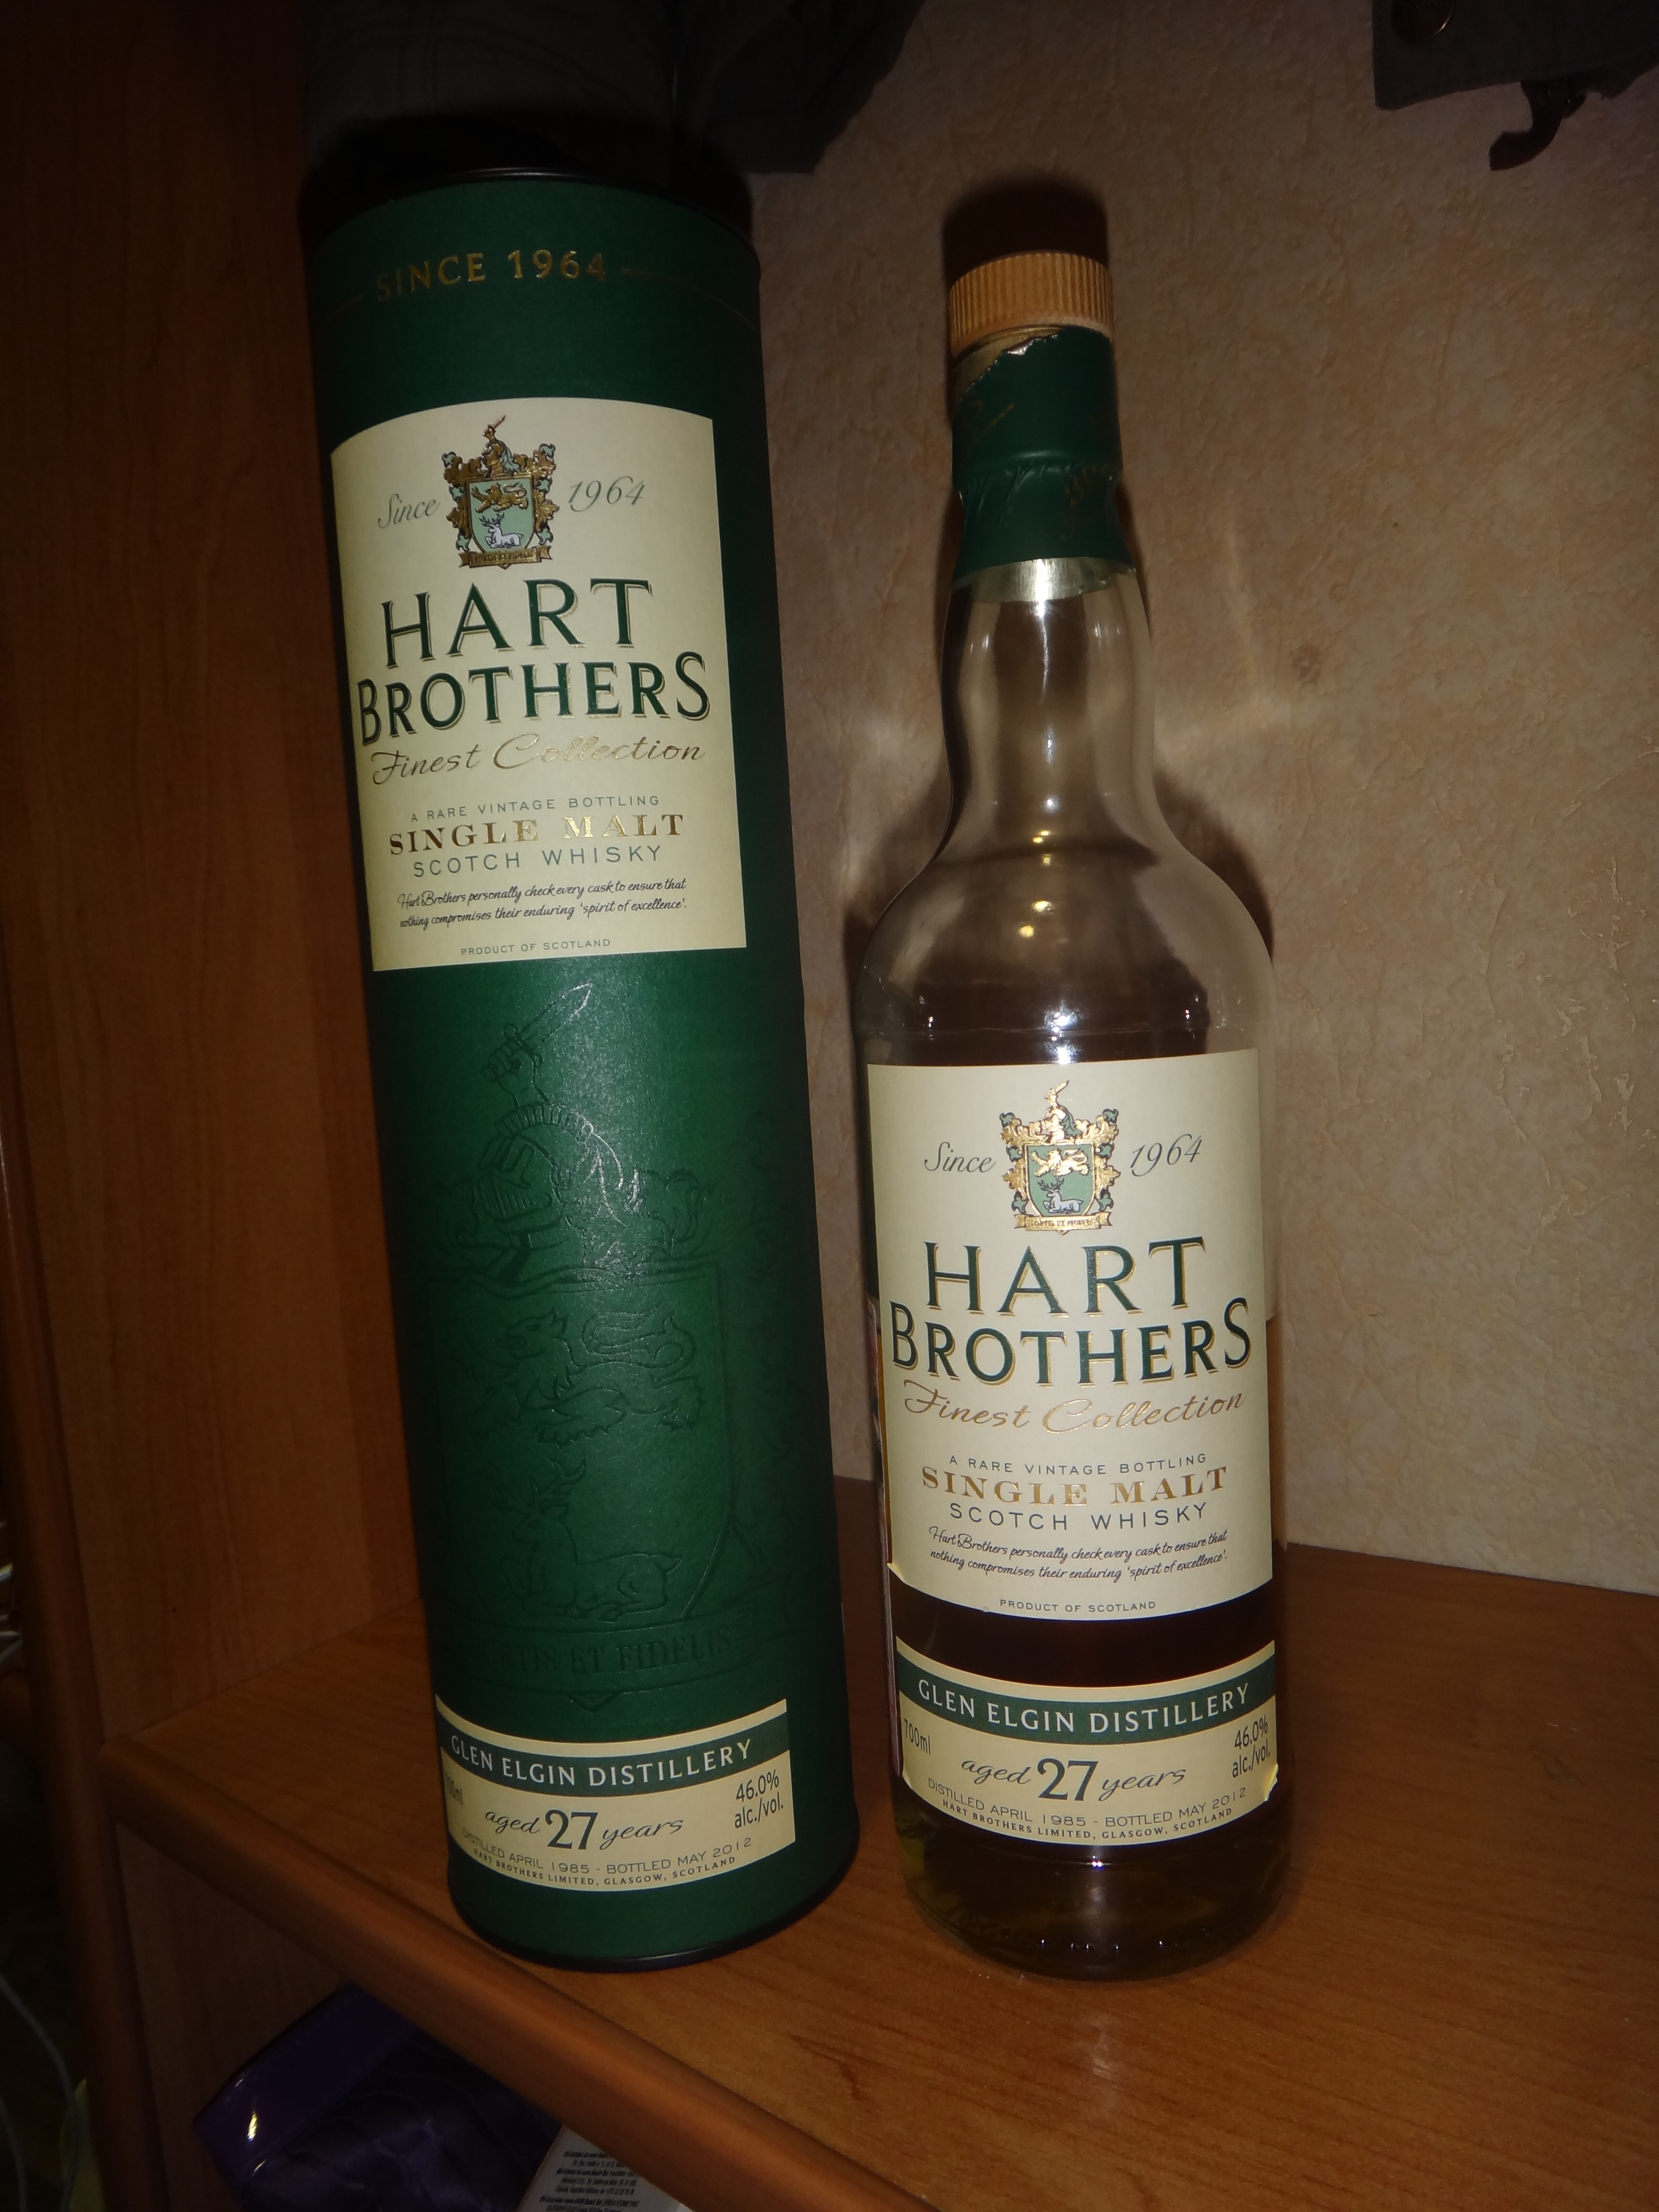 SINCE 1964
Since 1964
HART
BROTHERS
Finest Collection
A RARE VINTAGE BOTTLING
SINGLE MALT
SCOTCH WHISKY
Hart Brothers personally check every cask to ensure that
nothing compromises their enduring 'spirit of excellence'.
PRODUCT OF SCOTLAND
ET FIDELIS
GLEN ELGIN DISTILLERY
46.0%
alc./vol.
aged 27 years
DISTILLED APRIL 1985 - BOTTLED MAY 2012
HART BROTHERS LIMITED, GLASGOW, SCOTLAND
Since 1964
HART
BROTHERS
Finest Collection
A RARE VINTAGE BOTTLING
SINGLE MALT
SCOTCH WHISKY
Hart Brothers personally check every cask to ensure that
nothing compromises their enduring 'spirit of excellence'.
PRODUCT OF SCOTLAND
GLEN ELGIN DISTILLERY
700ml
46.0%
alc./vol.
aged 27 years
DISTILLED APRIL 1985 - BOTTLED MAY 2012
HART BROTHERS LIMITED, GLASGOW, SCOTLAND